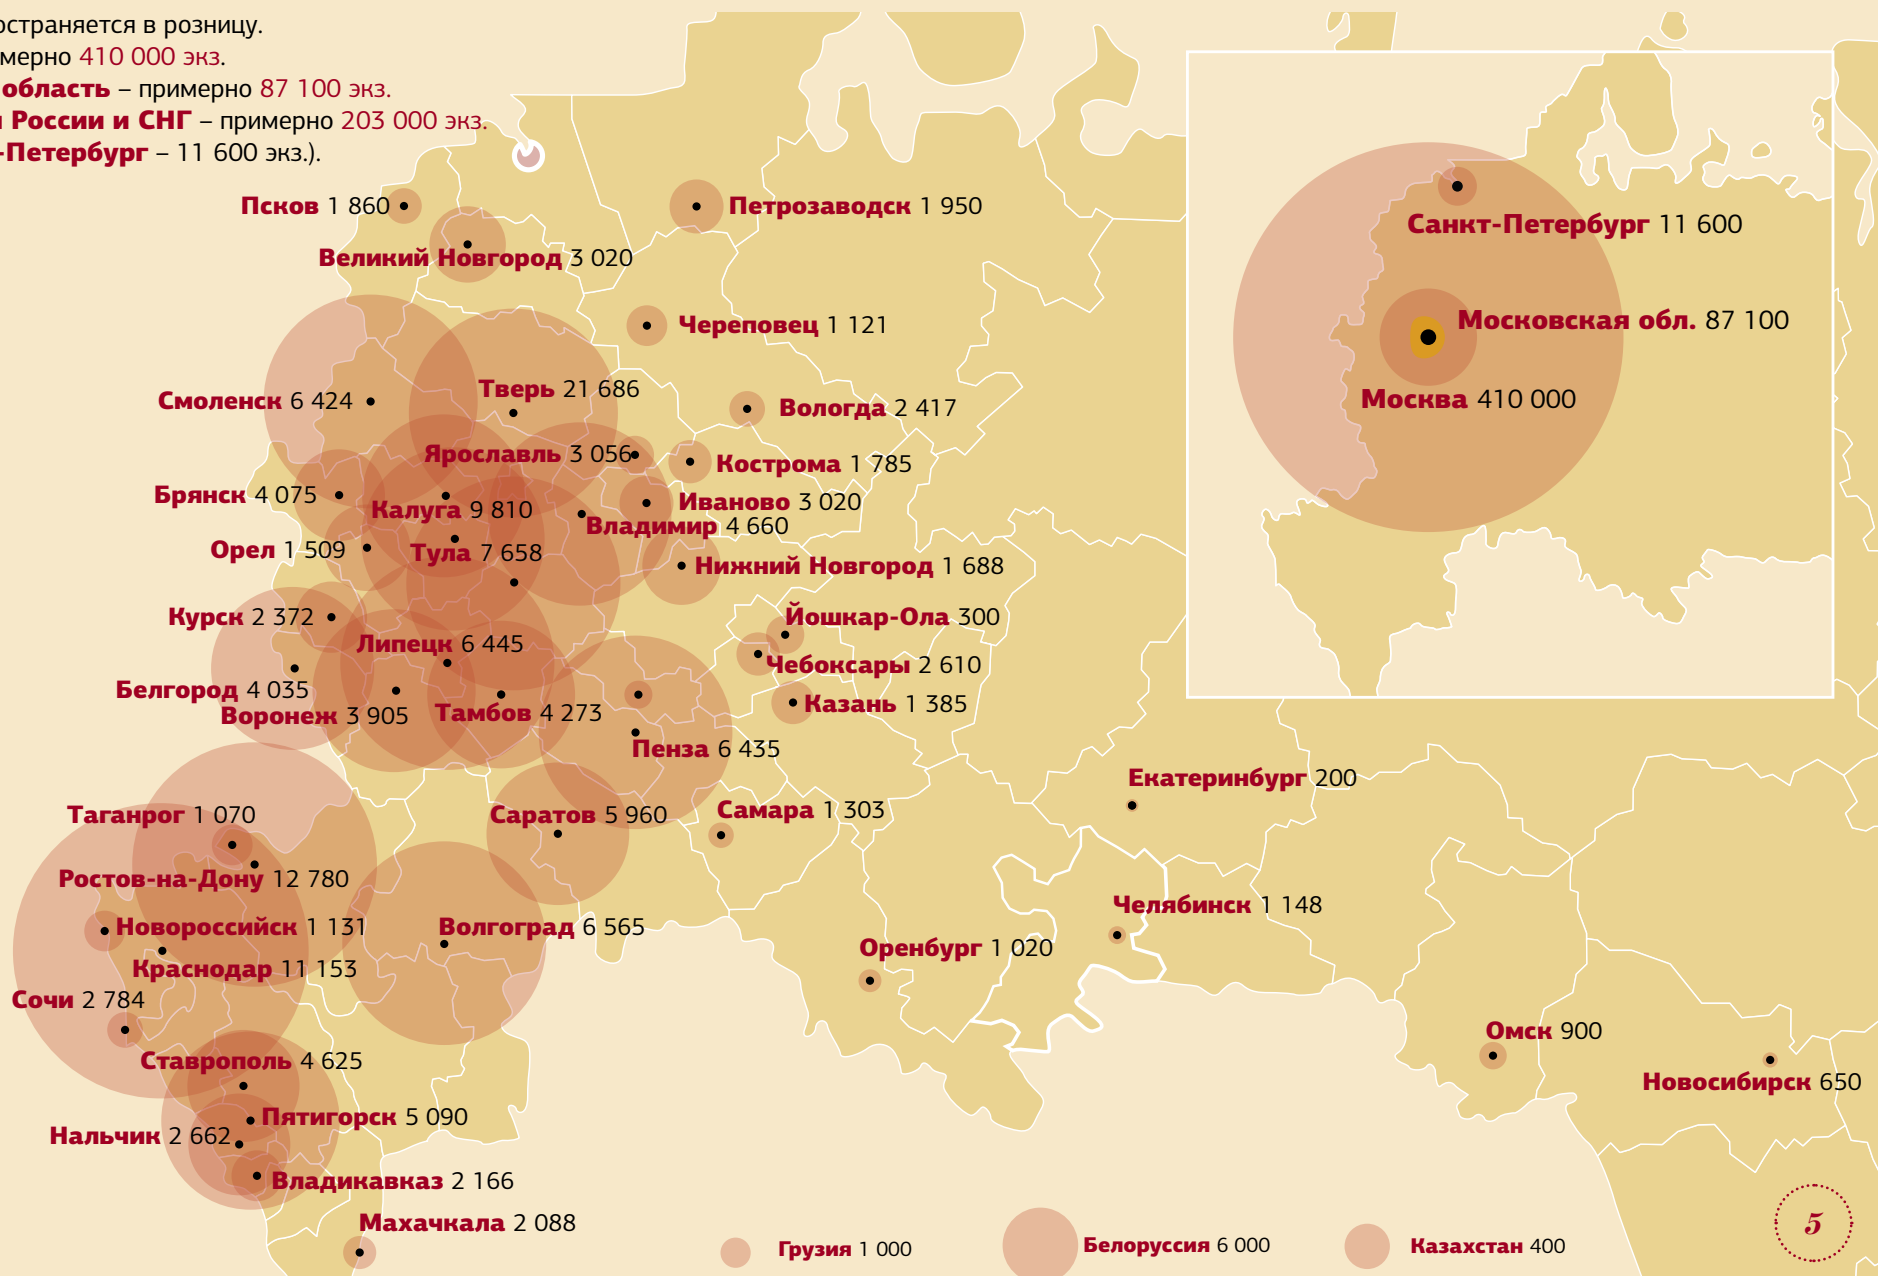 остраняется в розницу.
мерно 410 000 экз.
область – примерно 87 100 экз.
России и СНГ – примерно 203 000 экз.
-Петербург – 11 600 экз.).
Псков 1 860
Петрозаводск 1 950
Великий Новгород 3 020
Череповец 1 121
Смоленск 6 424
Тверь 21 686
Вологда 2 417
Ярославль 3 056
Кострома 1 785
Брянск 4 075
Калуга 9 810
Иваново 3 020
Владимир 4 660
Орел 1 509
Тула 7 658
Нижний Новгород 1 688
Курск 2 372
Йошкар-Ола 300
Липецк 6 445
Чебоксары 2 610
Белгород 4 035
Воронеж 3 905
Тамбов 4 273
Казань 1 385
Пенза 6 435
Санкт-Петербург 11 600
Московская обл. 87 100
Москва 410 000
Екатеринбург 200
Таганрог 1 070
Саратов 5 960
Самара 1 303
Ростов-на-Дону 12 780
Челябинск 1 148
Новороссийск 1 131
Волгоград 6 565
Оренбург 1 020
Краснодар 11 153
Сочи 2 784
Омск 900
Ставрополь 4 625
Новосибирск 650
Пятигорск 5 090
Нальчик 2 662
Владикавказ 2 166
Махачкала 2 088
Грузия 1 000
Белоруссия 6 000
Казахстан 400
5